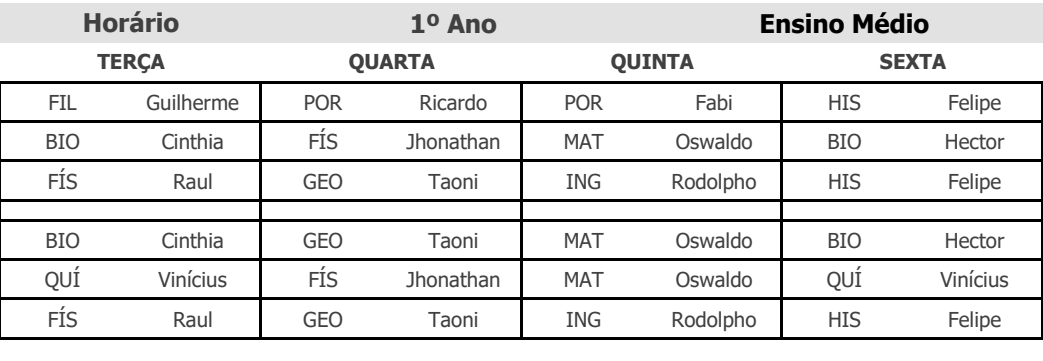 Horário 1º Ano Ensino Médio
TERÇA QUARTA QUINTA SEXTA
FIL Guilherme POR Ricardo POR Fabi HIS Felipe
BIO Cinthia FÍS Jhonathan MAT Oswaldo BIO Hector
FÍS Raul GEO Taoni ING Rodolpho HIS Felipe
BIO Cinthia GEO Taoni MAT Oswaldo BIO Hector
QUÍ Vinícius FÍS Jhonathan MAT Oswaldo QUÍ Vinícius
FÍS Raul GEO Taoni ING Rodolpho HIS Felipe